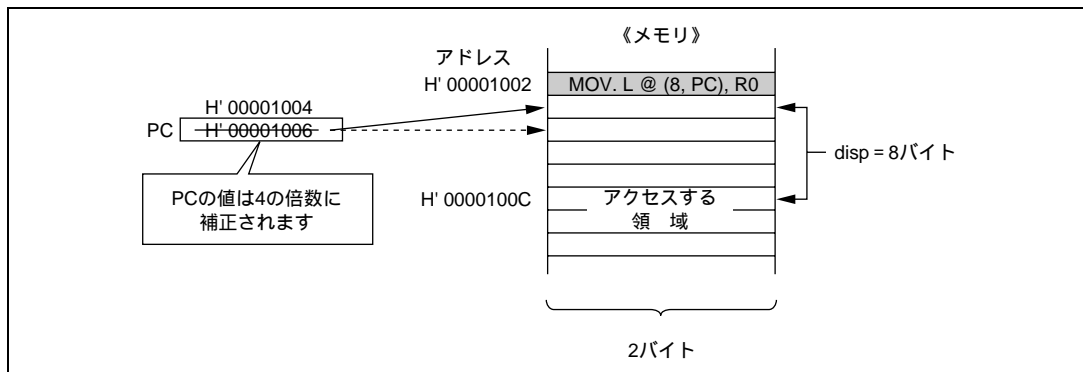 《メモリ》
アドレス
H' 00001002
MOV. L @ (8, PC), R0
H' 00001004
PC
H' 00001006
disp = 8バイト
PCの値は4の倍数に
補正されます
H' 0000100C
アクセスする
領 域
2バイト